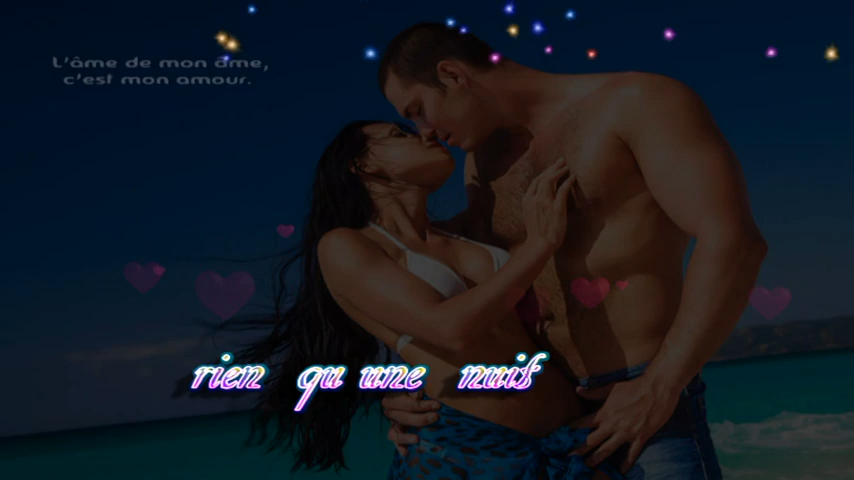 L'âme de mon âme,
c'est mon amour.
rien qu une nuit